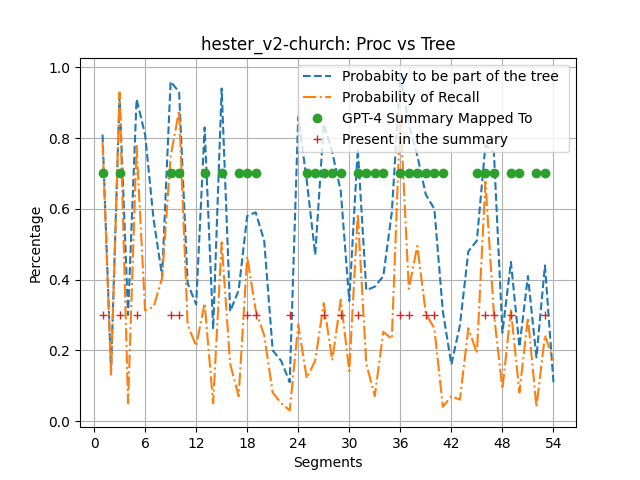 hester_v2-church: Proc vs Tree
Probabity to be part of the tree
Probability of Recall
GPT-4 Summary Mapped To
Present in the summary
Percentage
1.0
0.8
0.6
0.4
0.2
0.0
0 6 12 18 24 30 36 42 48 54
Segments